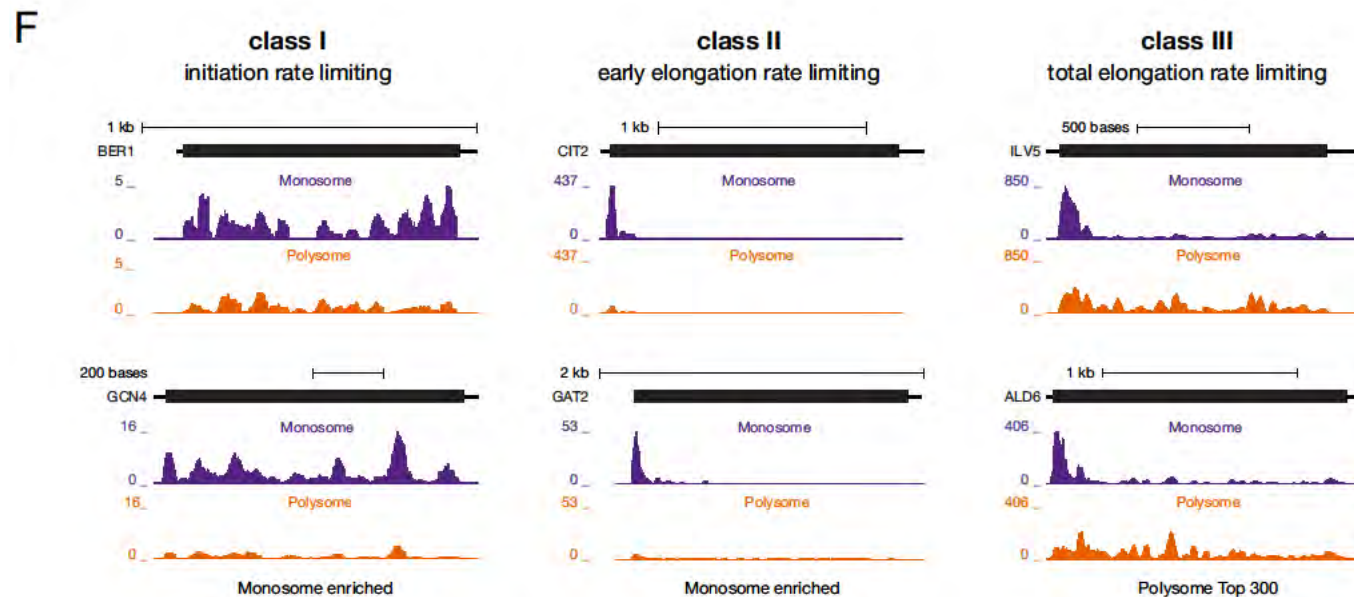 F
class I
initiation rate limiting
1 kb
BER1
Monosome
5
0
Polysome
5
0
200 bases
GCN4
Monosome
16
0
Polysome
16
0
Monosome enriched
class II
early elongation rate limiting
1 kb
CIT2
Monosome
437
0
Polysome
437
0
2 kb
GAT2
Monosome
53
0
Polysome
53
0
Monosome enriched
class III
total elongation rate limiting
500 bases
ILV5
Monosome
850
0
Polysome
850
0
1 kb
ALD6
Monosome
406
0
Polysome
406
0
Polysome Top 300